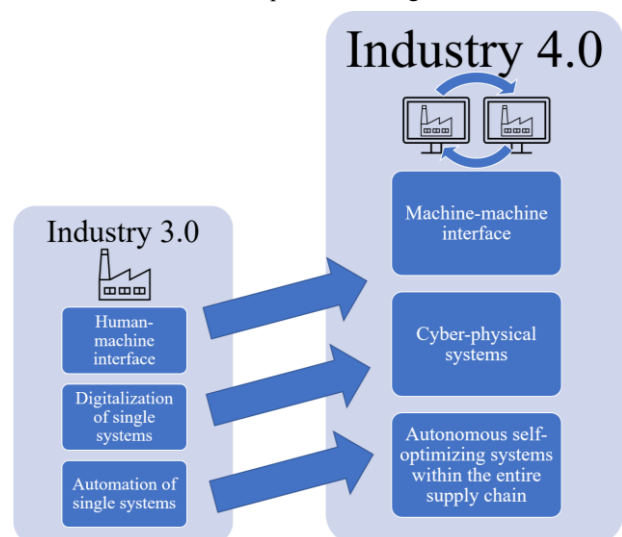 Industry 4.0
Machine-machine
interface
Industry 3.0
Human-
machine
interface
Cyber-physical
systems
Digitalization
of single
systems
Autonomous self-
optimizing systems
within the entire
supply chain
Automation of
single systems